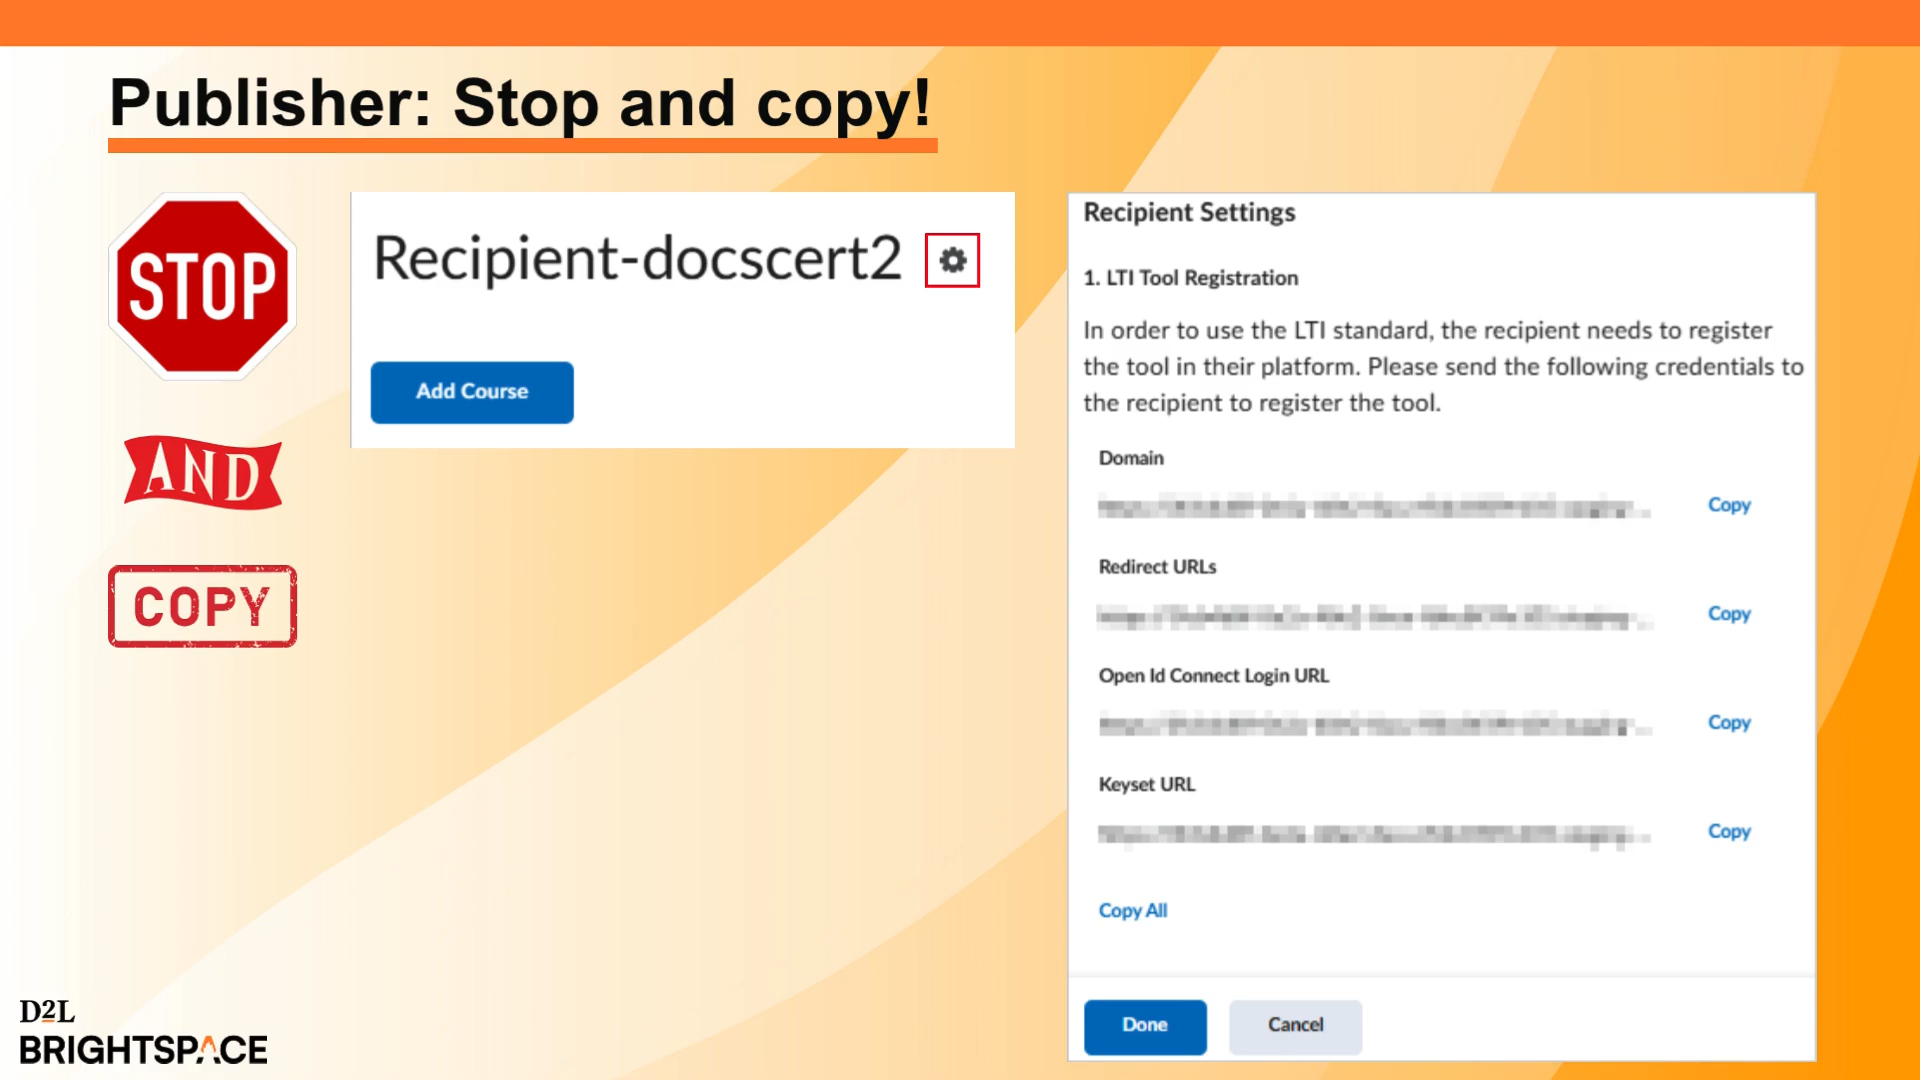 Publisher: Stop and copy!
STOP
AND
COPY
Recipient-docscert2
Add Course
Recipient Settings
1. LTI Tool Registration
In order to use the LTI standard, the recipient needs to register
the tool in their platform. Please send the following credentials to
the recipient to register the tool.
Domain
Copy
Redirect URLs
Copy
Open Id Connect Login URL
Copy
Keyset URL
Copy
Copy All
Done
Cancel
D2L
BRIGHTSPACE